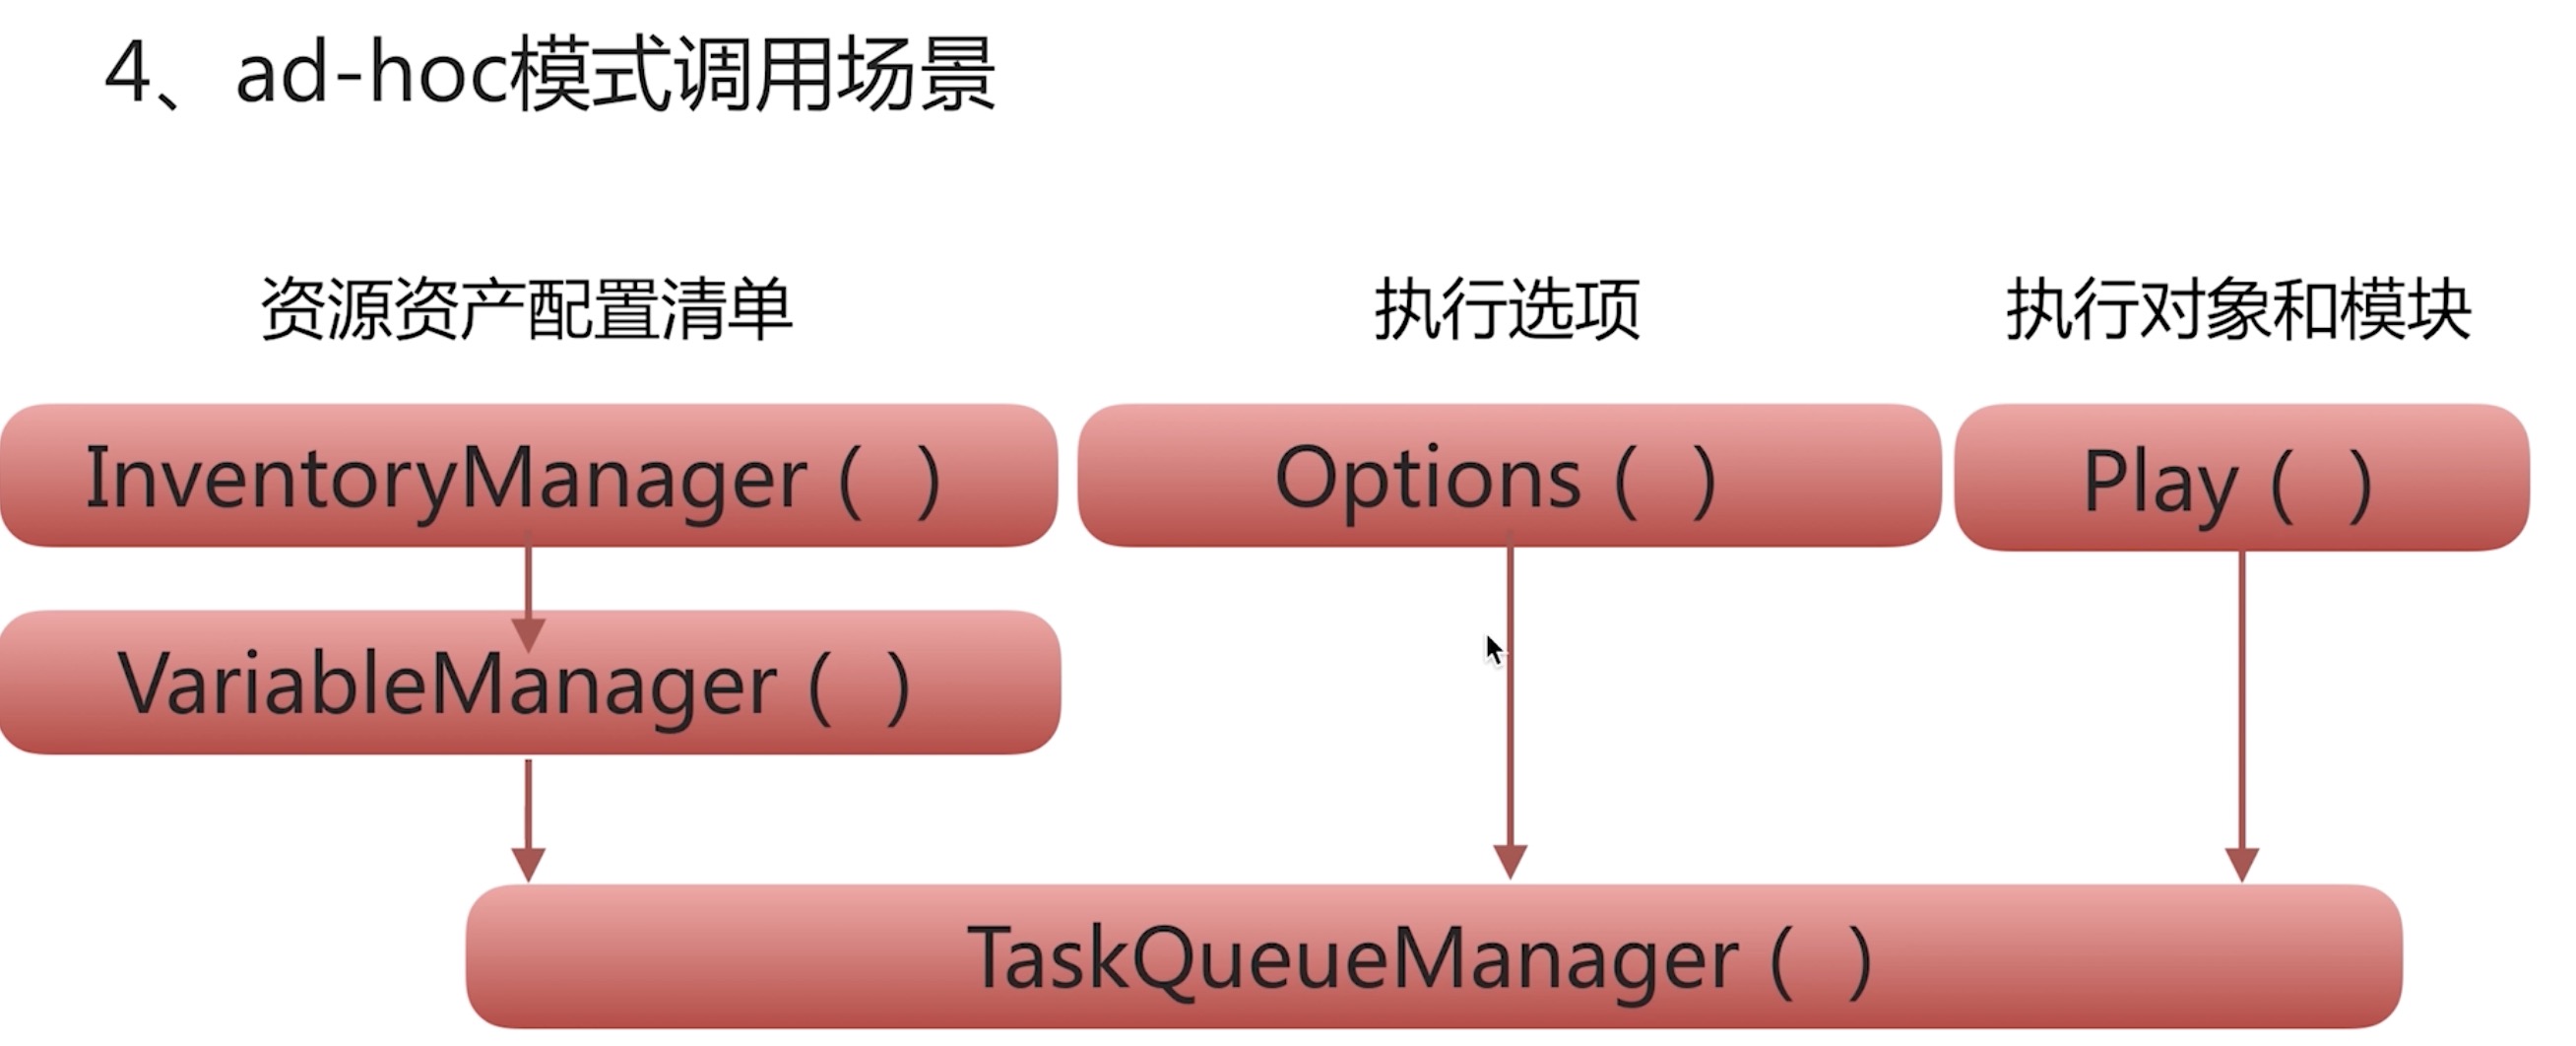 4、ad-hoc模式调用场景
资源资产配置清单
执行选项
执行对象和模块
InventoryManager ( )
Options ( )
Play ( )
VariableManager ( )
TaskQueueManager ( )